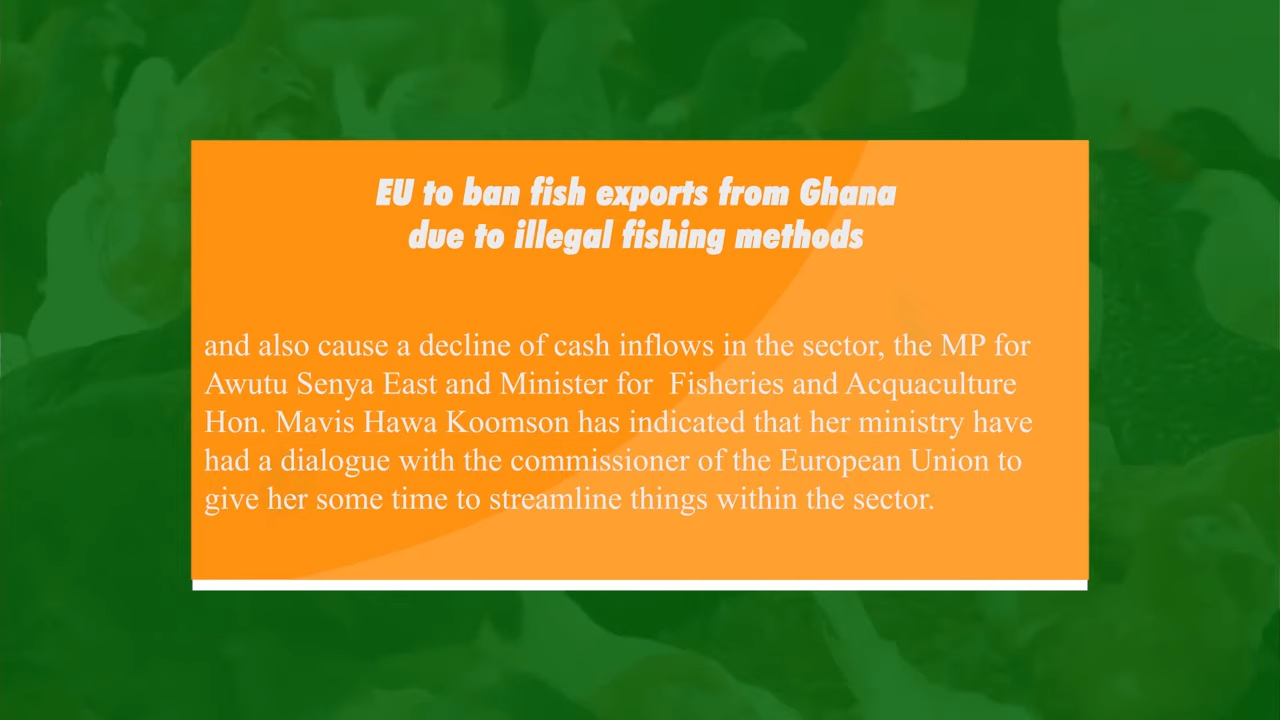 EU to ban fish exports from Ghana
due to illegal fishing methods
and also cause a decline of cash inflows in the sector, the MP for
Awutu Senya East and Minister for  Fisheries and Acquaculture
Hon. Mavis Hawa Koomson has indicated that her ministry have
had a dialogue with the commissioner of the European Union to
give her some time to streamline things within the sector.